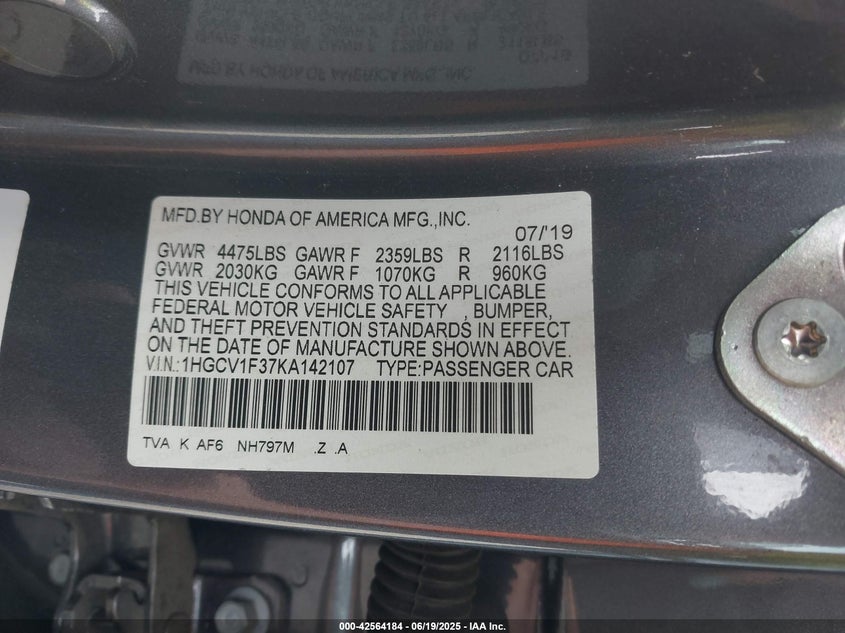 MFD.BY HONDA OF AMERICA MFG.,INC.
07/'19
GVWR 4475LBS GAWR F 2359LBS R 2116LBS
GVWR 2030KG GAWR F 1070KG R 960KG
THIS VEHICLE CONFORMS TO ALL APPLICABLE
FEDERAL MOTOR VEHICLE SAFETY , BUMPER,
AND THEFT PREVENTION STANDARDS IN EFFECT
ON THE DATE OF MANUFACTURE SHOWN ABOVE.
V.I.N.:1HGCV1F37KA142107 TYPE:PASSENGER CAR
TVA K AF6 NH797M .Z .A
000-42564184 - 06/19/2025 - IAA Inc.